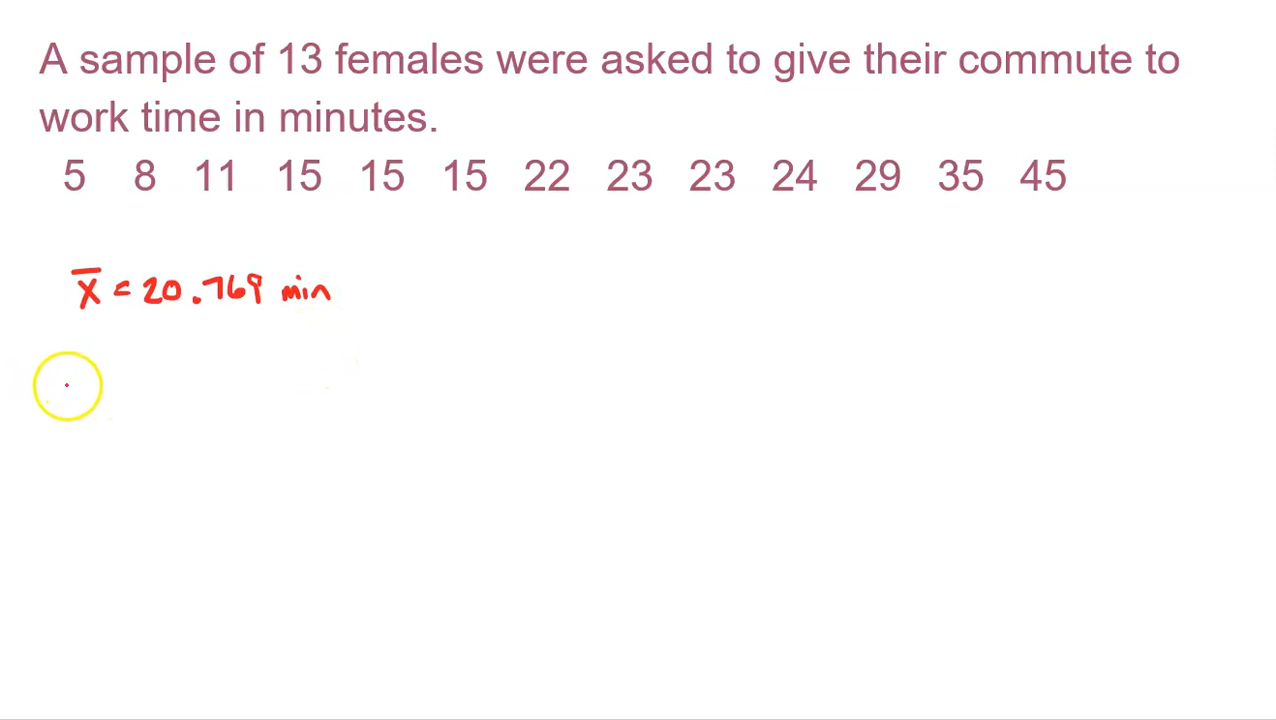 A sample of 13 females were asked to give their commute to
work time in minutes.
5 8 11 15 15 15 22 23 23 24 29 35 45
x̅ = 20.769 min